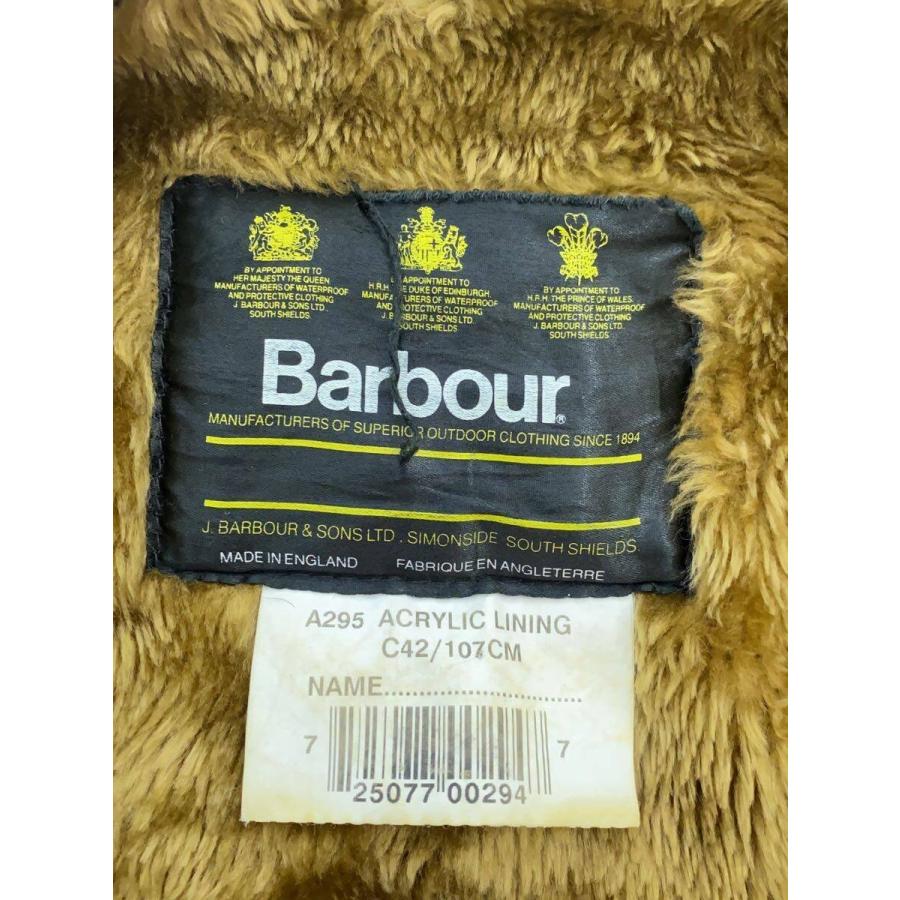 BY APPOINTMENT TO
HER MAJESTY THE QUEEN
MANUFACTURERS OF WATERPROOF
AND PROTECTIVE CLOTHING
J. BARBOUR & SONS LTD.
SOUTH SHIELDS
H.R.H. THE DUKE OF EDINBURGH
MANUFACTURERS OF WATERPROOF
AND PROTECTIVE CLOTHING
J. BARBOUR & SONS LTD.
SOUTH SHIELDS
BY APPOINTMENT TO
H.R.H. THE PRINCE OF WALES
MANUFACTURERS OF WATERPROOF
AND PROTECTIVE CLOTHING
J. BARBOUR & SONS LTD.
SOUTH SHIELDS
Barbour®
MANUFACTURERS OF SUPERIOR OUTDOOR CLOTHING SINCE 1894
J. BARBOUR & SONS LTD. SIMONSIDE SOUTH SHIELDS.
MADE IN ENGLAND FABRIQUE EN ANGLETERRE
A295 ACRYLIC LINING
C42/107CM
NAME..............................
7 25077 00294 7